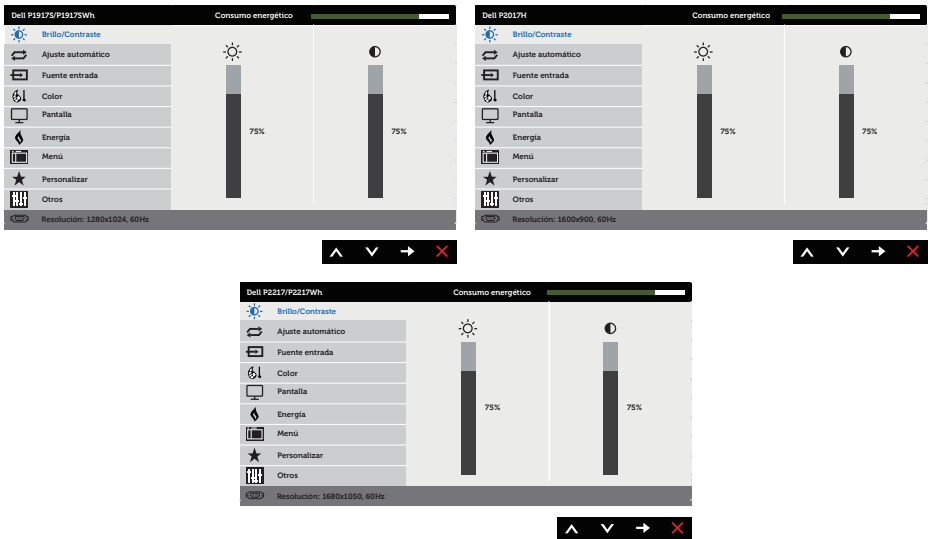 Dell P1917S/P1917SWh Consumo energético
Brillo/Contraste
Ajuste automático
Fuente entrada
Color
Pantalla
Energía
Menú
Personalizar
Otros
75% 75%
Resolución: 1280x1024, 60Hz
Dell P2017H Consumo energético
Brillo/Contraste
Ajuste automático
Fuente entrada
Color
Pantalla
Energía
Menú
Personalizar
Otros
75% 75%
Resolución: 1600x900, 60Hz
Dell P2217/P2217Wh Consumo energético
Brillo/Contraste
Ajuste automático
Fuente entrada
Color
Pantalla
Energía
Menú
Personalizar
Otros
75% 75%
Resolución: 1680x1050, 60Hz